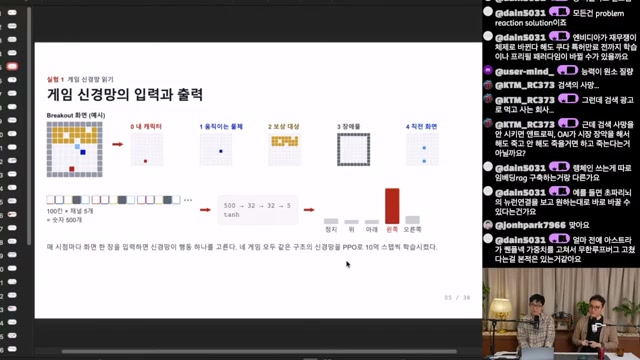 실험 1 게임 신경망 읽기
게임 신경망의 입력과 출력
Breakout 화면 (예시)
0 내 캐릭터
1 움직이는 물체
2 보상 대상
3 장애물
4 직전 화면
100칸 × 채널 5개
= 숫자 500개
500 → 32 → 32 → 5
tanh
정지
위
아래
왼쪽
오른쪽
매 시점마다 화면 한 장을 입력하면 신경망이 행동 하나를 고른다. 네 게임 모두 같은 구조의 신경망을 PPO로 10억 스텝씩 학습시켰다.
05 / 38
@dain5031 모든건 problem
reaction solution이죠
@dain5031 엔비디아가 재무쟁이
체제로 바뀐다 해도 쿠다 특허만료 전까지 학습
이나 프리필 패러다임이 바뀔 수가 있을까요
@user-mind_ 능력이 원소 질량
@KTM_RC373 검색의 사망...
@KTM_RC373 그런데 검색 광고
로 먹고 사는 회사...
@KTM_RC373 근데 검색 사망을
안 시키면 앤트로픽, OAI가 시장 장악을 해서
해도 죽고 안 해도 죽을거면 하고 죽는다는거
아닐까요?
@dain5031 랭체인 쓰는게 따로
임베딩rag 구축하는거랑 다른가요
@dain5031 예를 들면 초파리뇌
의 뉴런연결를 보고 원하는대로 바로 바꿀 수
있다는건가요
@jonhpark7966 맞아요
@dain5031 얼마 전에 아스트라
가 펜플넥 가중치를 고쳐서 무한루프버그 고쳤
다는걸 본적은 있는거같아요